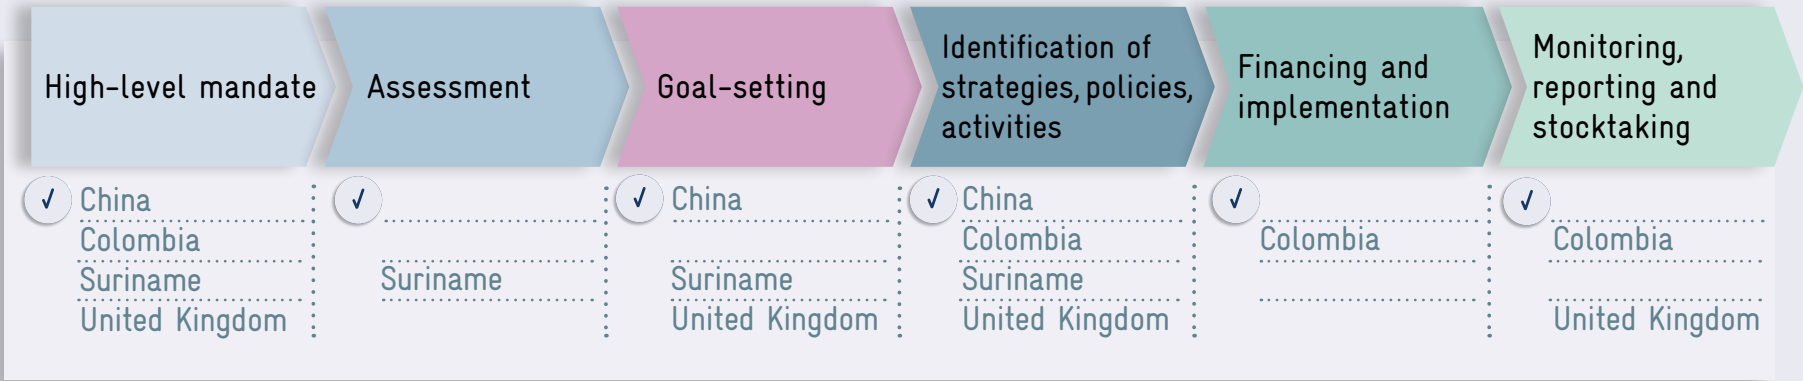 High-level mandate
Assessment
Goal-setting
Identification of
strategies, policies,
activities
Financing and
implementation
Monitoring,
reporting and
stocktaking
China
Colombia
Suriname
United Kingdom
Suriname
China
Suriname
United Kingdom
China
Colombia
Suriname
United Kingdom
Colombia
Colombia
United Kingdom